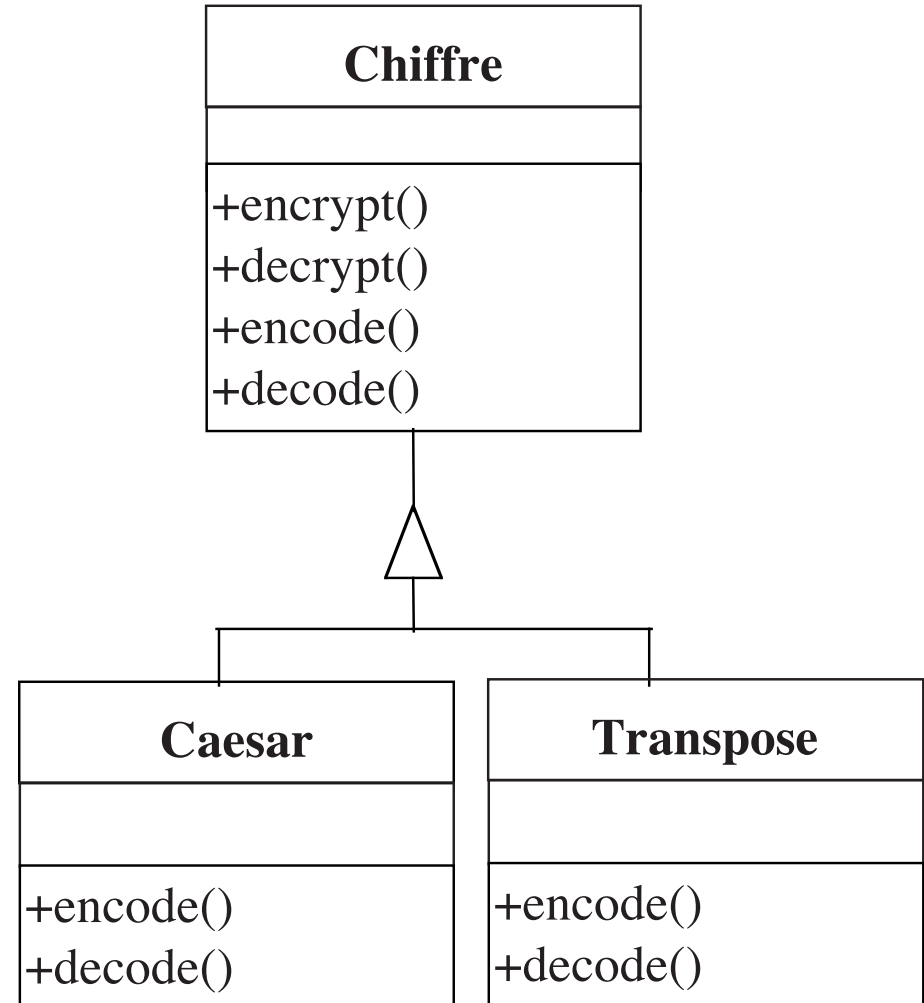 Chiffre
+encrypt()
+decrypt()
+encode()
+decode()
Caesar
+encode()
+decode()
Transpose
+encode()
+decode()